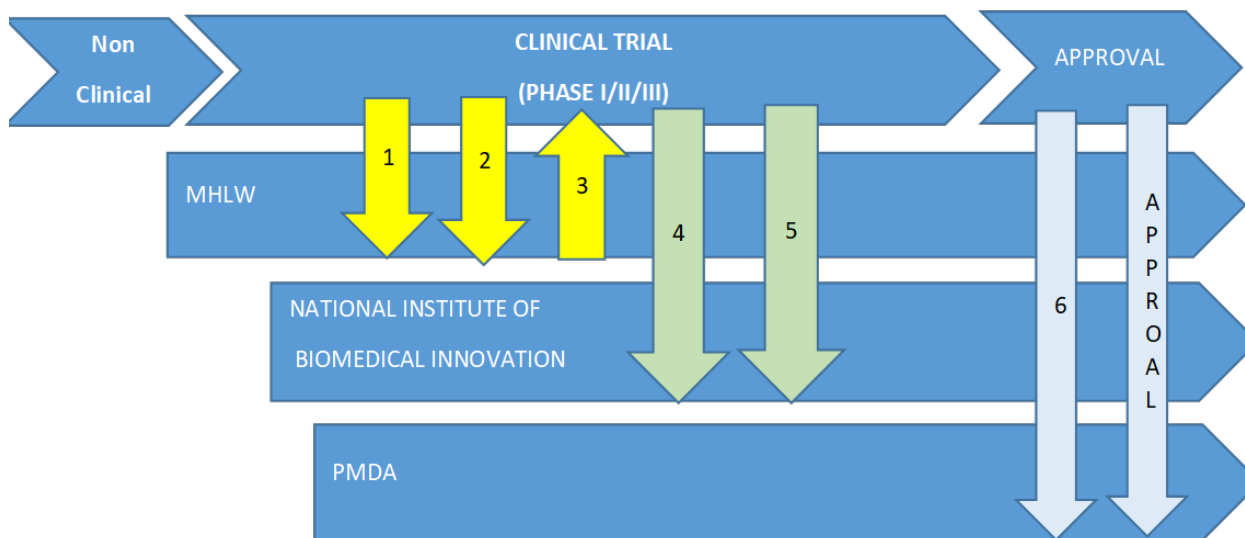 Non
Clinical
CLINICAL TRIAL
(PHASE I/II/III)
APPROVAL
1
2
3
MHLW
4
5
NATIONAL INSTITUTE OF
BIOMEDICAL INNOVATION
6
APPROAL
PMDA